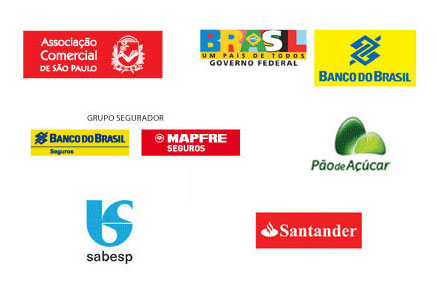 Associação
Comercial
DE SÃO PAULO
BRASIL
UM PAÍS DE TODOS
GOVERNO FEDERAL
BANCO DO BRASIL
GRUPO SEGURADOR
BANCO DO BRASIL
Seguros
MAPFRE
SEGUROS
Pão de Açúcar
sabesp
Santander